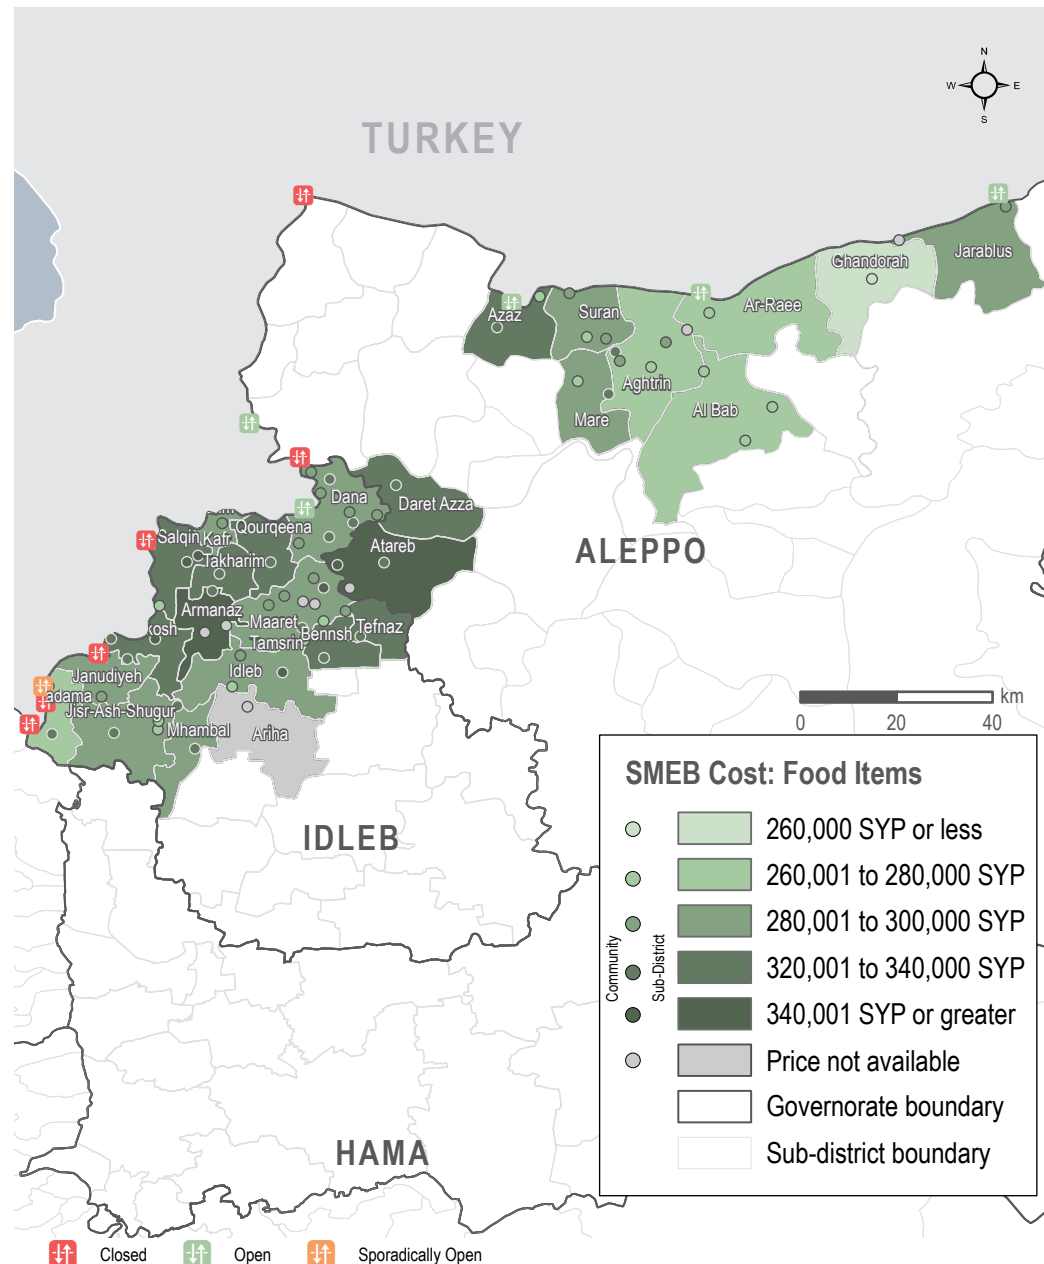 N
W
E
S
TURKEY
Ghandorah
Jarablus
Azaz
Suran
Ar-Raee
Aghtrin
Al Bab
Mare
Dana
Daret Azza
Salqin
Kafr
Qourqeena
Takharim
Atareb
ALEPPO
Armanaz
Maaret
Tamsrin
Bennsh
Tefnaz
kosh
Janudiyeh
Idleb
adama
Jisr-Ash-Shugur
Mhambal
Ariha
km
0
20
40
IDLEB
HAMA
SMEB Cost: Food Items
260,000 SYP or less
260,001 to 280,000 SYP
280,001 to 300,000 SYP
320,001 to 340,000 SYP
340,001 SYP or greater
Price not available
Governorate boundary
Sub-district boundary
Community
Sub-District
Closed
Open
Sporadically Open